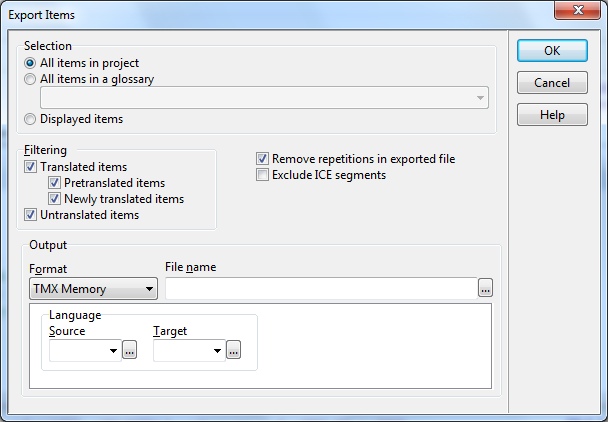 Export Items
Selection
All items in project
All items in a glossary
Displayed items
OK
Cancel
Help
Filtering
Translated items
Pretranslated items
Newly translated items
Untranslated items
Remove repetitions in exported file
Exclude ICE segments
Output
Format
File name
TMX Memory
...
Language
Source
Target
...
...